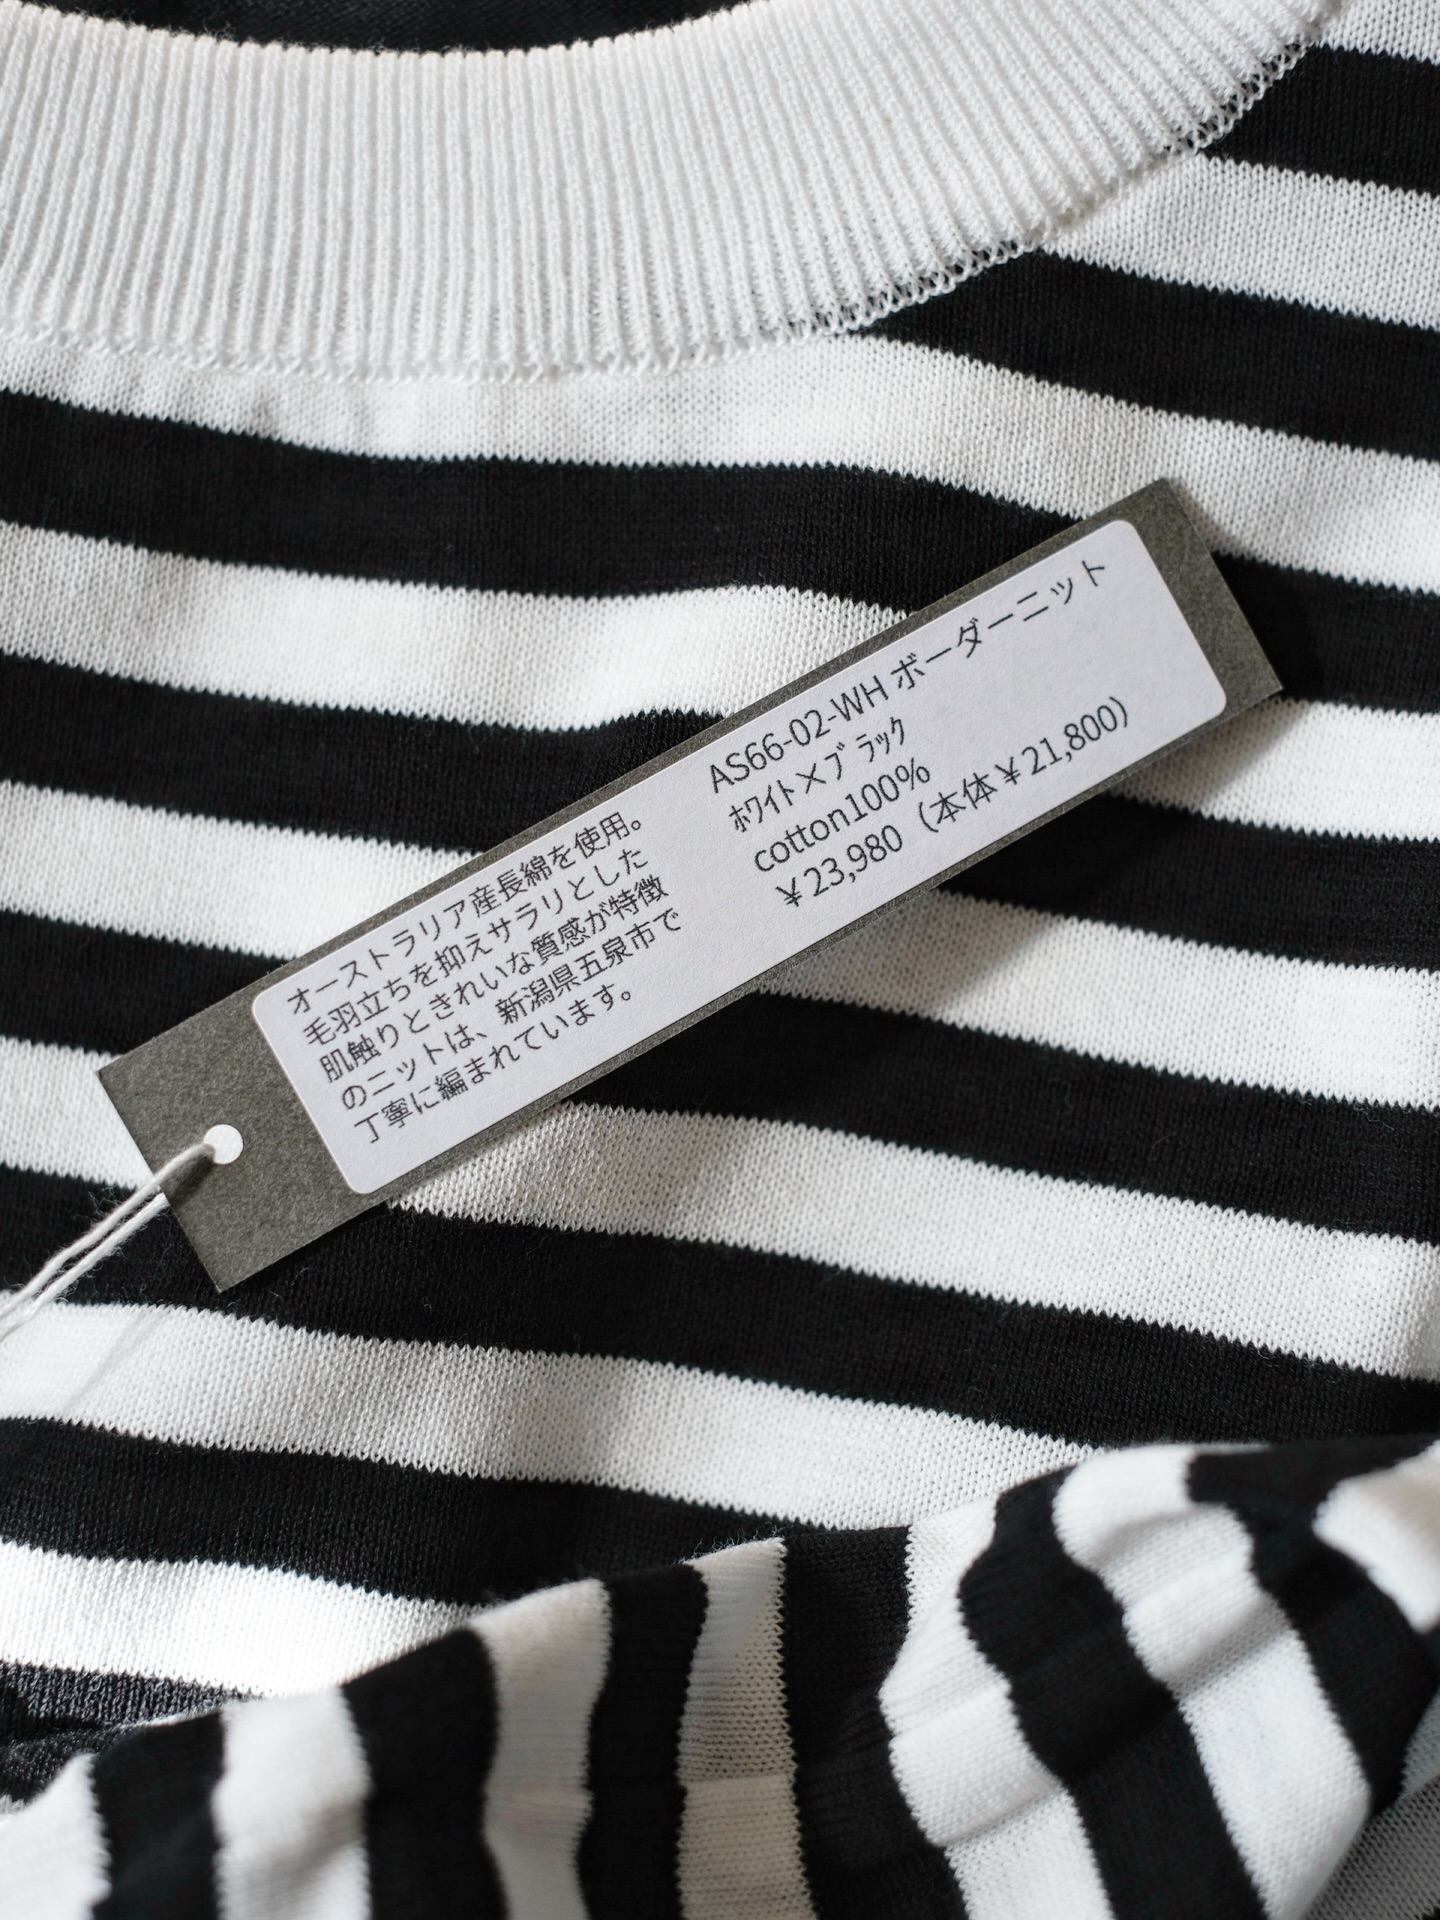 オーストラリア産長綿を使用。
毛羽立ちを抑えサラリとした
肌触りときれいな質感が特徴
のニットは、新潟県五泉市で
丁寧に編まれています。
AS66-02-WH ボーダーニット
ﾎﾜｲﾄ×ﾌﾞﾗｯｸ
cotton100%
￥23,980（本体￥21,800）